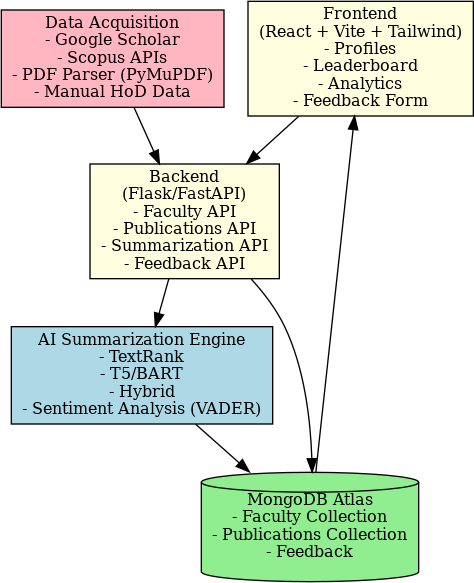 Data Acquisition
- Google Scholar
- Scopus APIs
- PDF Parser (PyMuPDF)
- Manual HoD Data
Frontend
(React + Vite + Tailwind)
- Profiles
- Leaderboard
- Analytics
- Feedback Form
Backend
(Flask/FastAPI)
- Faculty API
- Publications API
- Summarization API
- Feedback API
AI Summarization Engine
- TextRank
- T5/BART
- Hybrid
- Sentiment Analysis (VADER)
MongoDB Atlas
- Faculty Collection
- Publications Collection
- Feedback